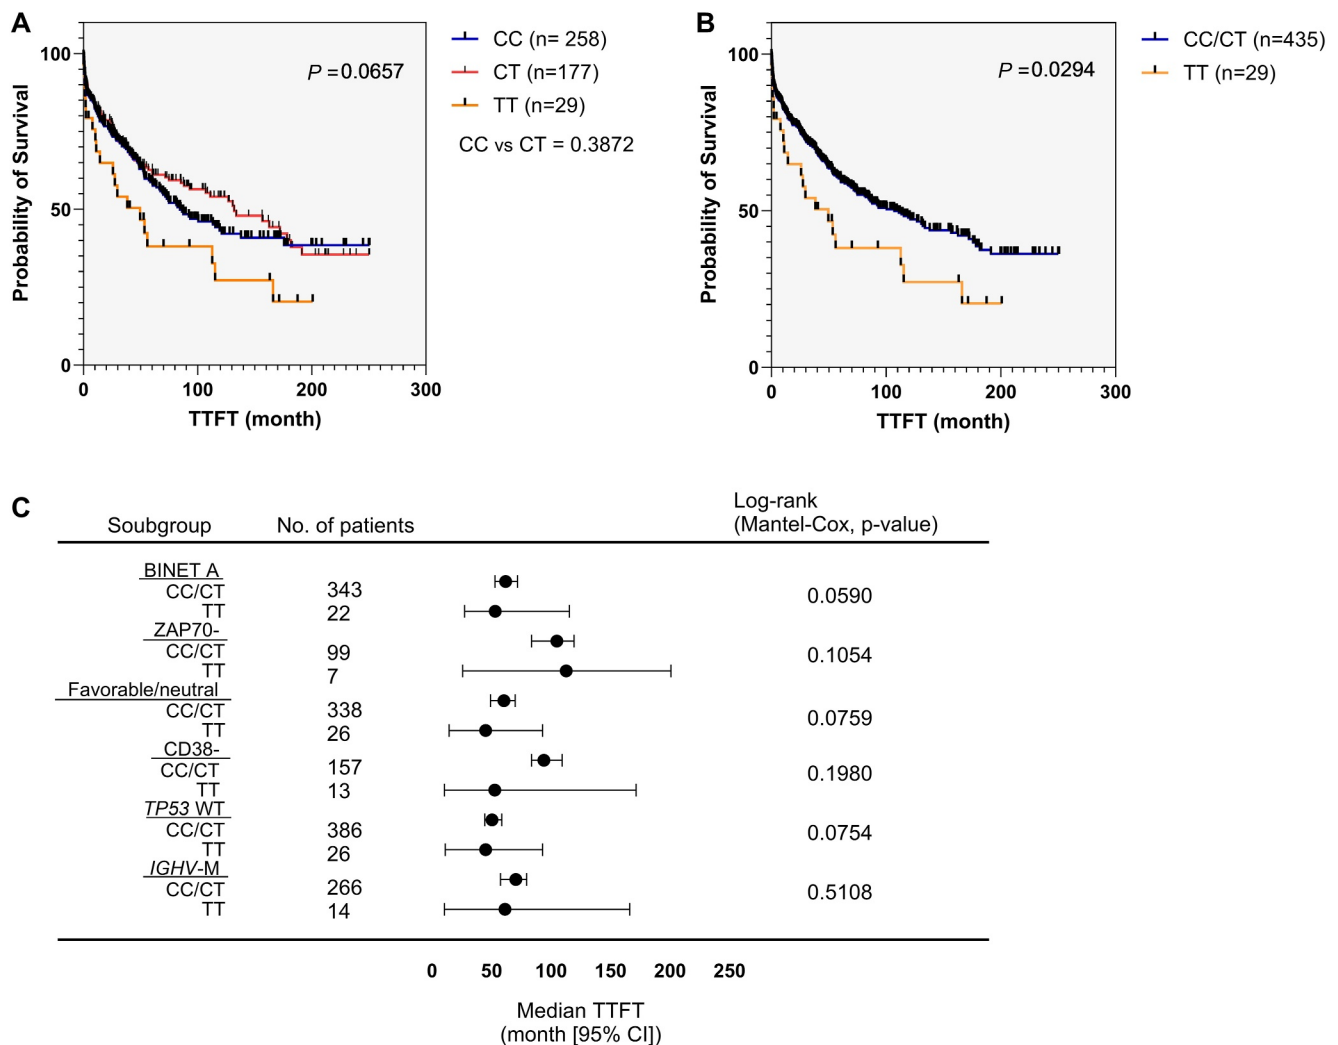 A
100
50
0
Probability of Survival
0 100 200 300
TTFT (month)
P = 0.0657
CC (n= 258)
CT (n=177)
TT (n=29)
CC vs CT = 0.3872
B
100
50
0
Probability of Survival
0 100 200 300
TTFT (month)
P = 0.0294
CC/CT (n=435)
TT (n=29)
C
Soubgroup No. of patients Log-rank
(Mantel-Cox, p-value)
BINET A
CC/CT 343
TT 22
0.0590
ZAP70-
CC/CT 99
TT 7
0.1054
Favorable/neutral
CC/CT 338
TT 26
0.0759
CD38-
CC/CT 157
TT 13
0.1980
TP53 WT
CC/CT 386
TT 26
0.0754
IGHV-M
CC/CT 266
TT 14
0.5108
0 50 100 150 200 250
Median TTFT
(month [95% CI])